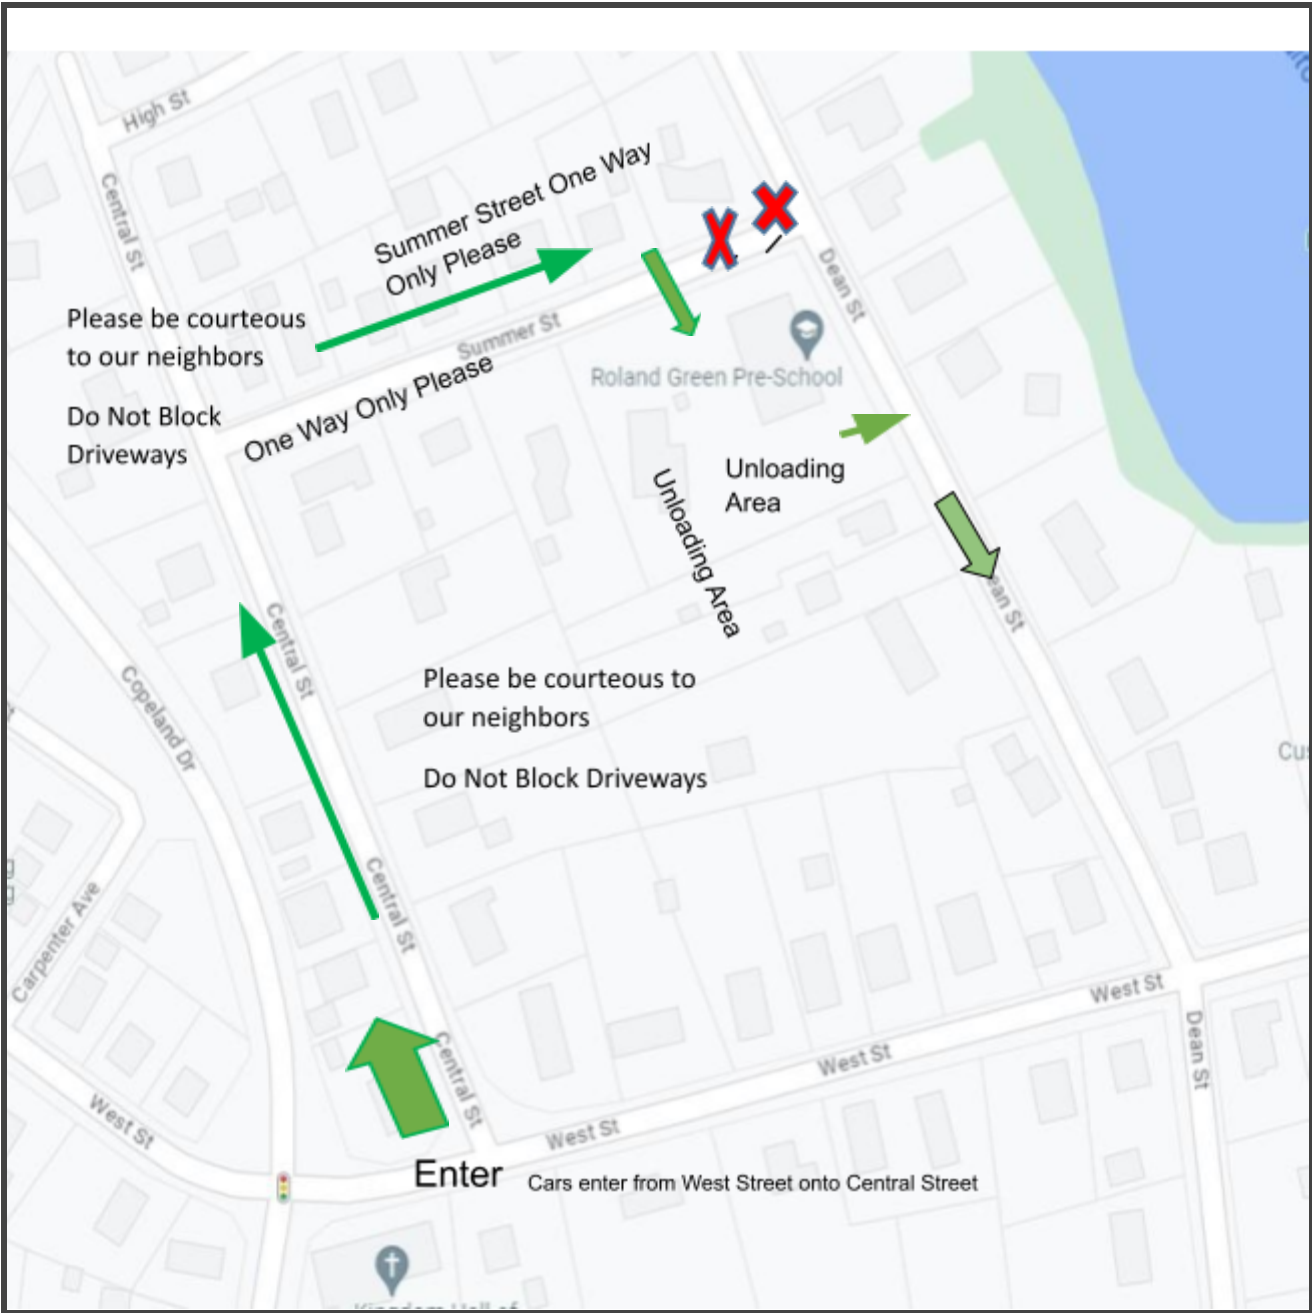 High St
Central St
Summer Street One Way
Only Please
Dean St
Please be courteous
to our neighbors
Do Not Block
Driveways
Summer St
One Way Only Please
Roland Green Pre-School
Unloading
Area
Unloading Area
Central St
Copeland Dr
Please be courteous to
our neighbors
Do Not Block Driveways
Central St
Carpenter Ave
West St
Dean St
Central St
West St
West St
West St
Enter
Cars enter from West Street onto Central Street